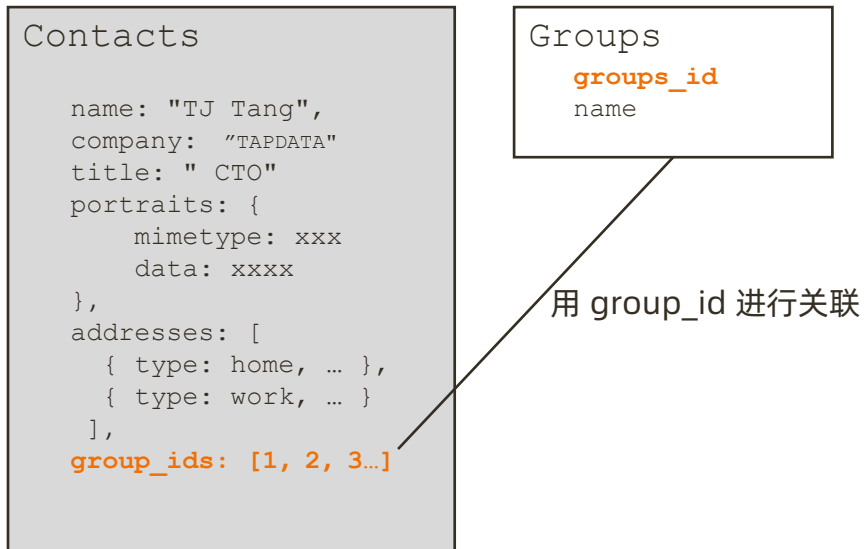 Contacts
name: "TJ Tang",
company: ”TAPDATA"
title: " CTO"
portraits: {
mimetype: xxx
data: xxxx
},
addresses: [
{ type: home, … },
{ type: work, … }
],
group_ids: [1, 2, 3…]
Groups
groups_id
name
用 group_id 进行关联